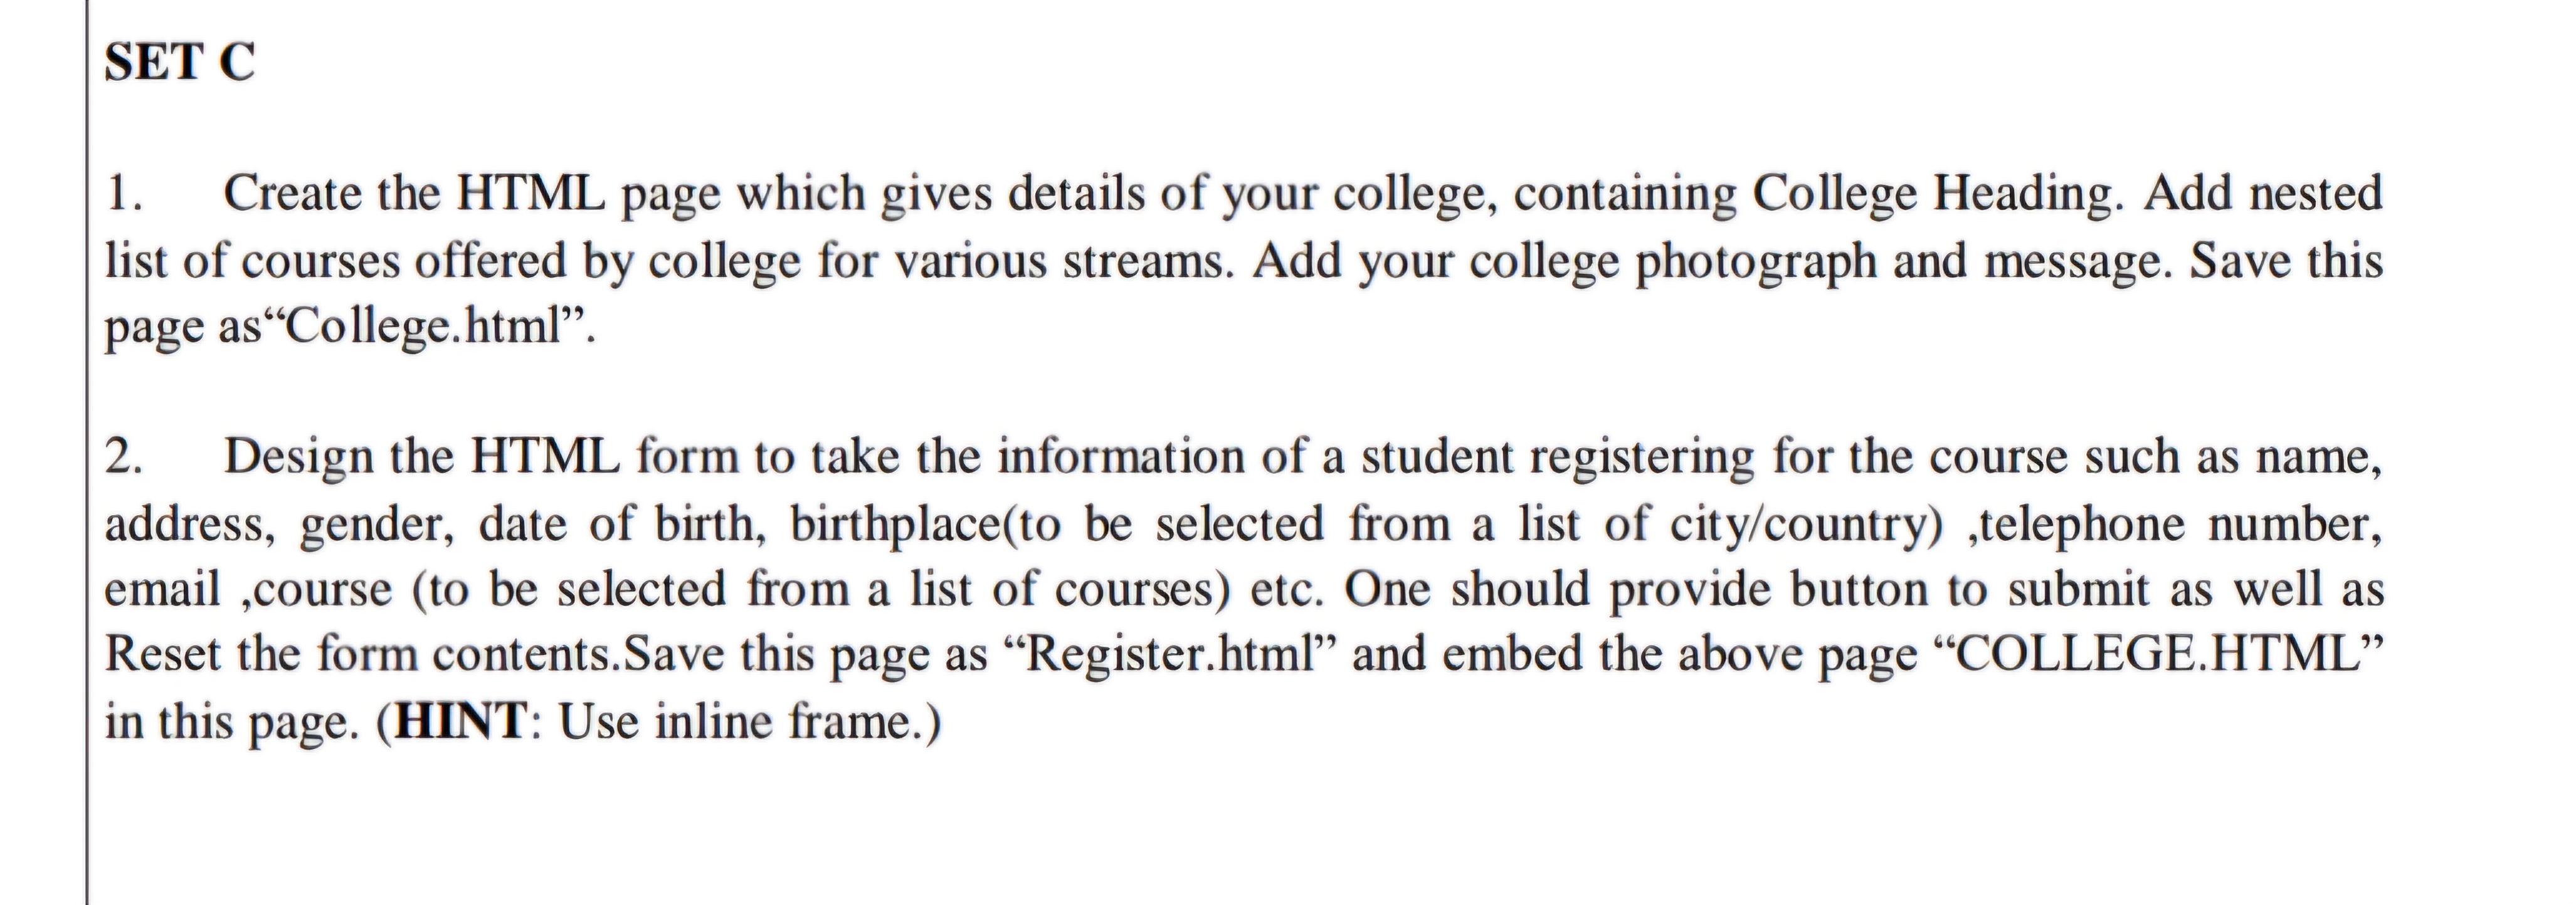 SET C
1. Create the HTML page which gives details of your college, containing College Heading. Add nested
list of courses offered by college for various streams. Add your college photograph and message. Save this
page as“College.html”.
2. Design the HTML form to take the information of a student registering for the course such as name,
address, gender, date of birth, birthplace(to be selected from a list of city/country) ,telephone number,
email ,course (to be selected from a list of courses) etc. One should provide button to submit as well as
Reset the form contents.Save this page as “Register.html” and embed the above page “COLLEGE.HTML”
in this page. (HINT: Use inline frame.)